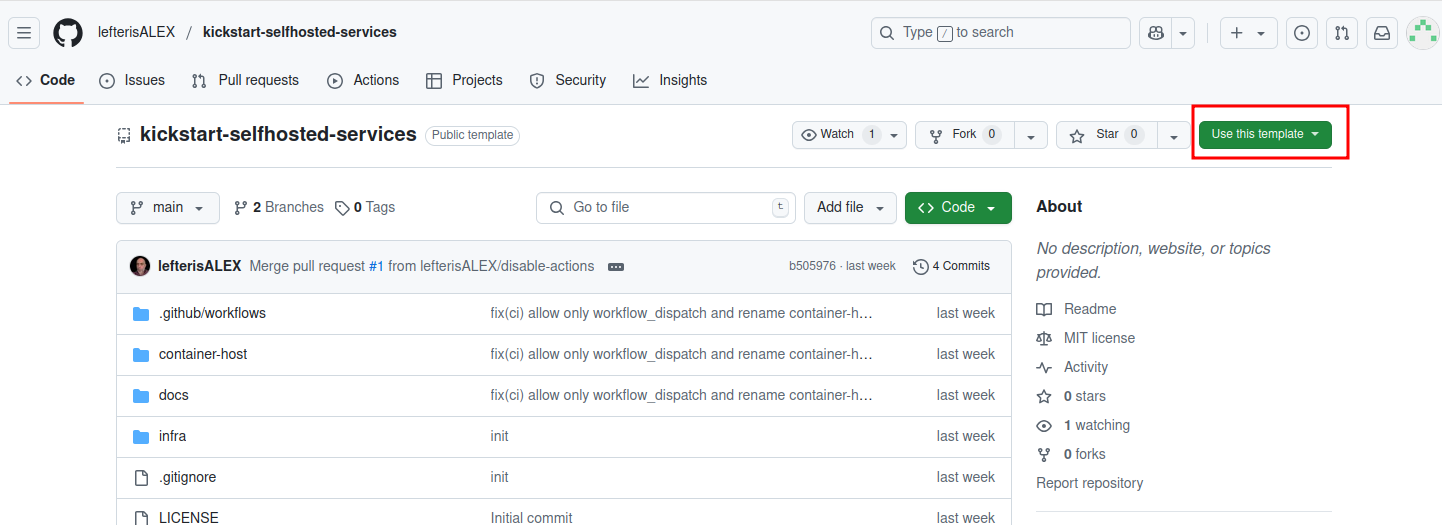 lefterisALEX / kickstart-selfhosted-services Type / to search
Code Issues Pull requests Actions Projects Security Insights
kickstart-selfhosted-services Public template Watch 1 Fork 0 Star 0 Use this template
main 2 Branches 0 Tags Go to file t Add file Code
About
No description, website, or topics
provided.
lefterisALEX Merge pull request #1 from lefterisALEX/disable-actions b505976 · last week 4 Commits
.github/workflows fix(ci) allow only workflow_dispatch and rename container-h… last week
container-host fix(ci) allow only workflow_dispatch and rename container-h… last week
docs fix(ci) allow only workflow_dispatch and rename container-h… last week
infra init last week
.gitignore init last week
LICENSE Initial commit last week
Readme
MIT license
Activity
0 stars
1 watching
0 forks
Report repository